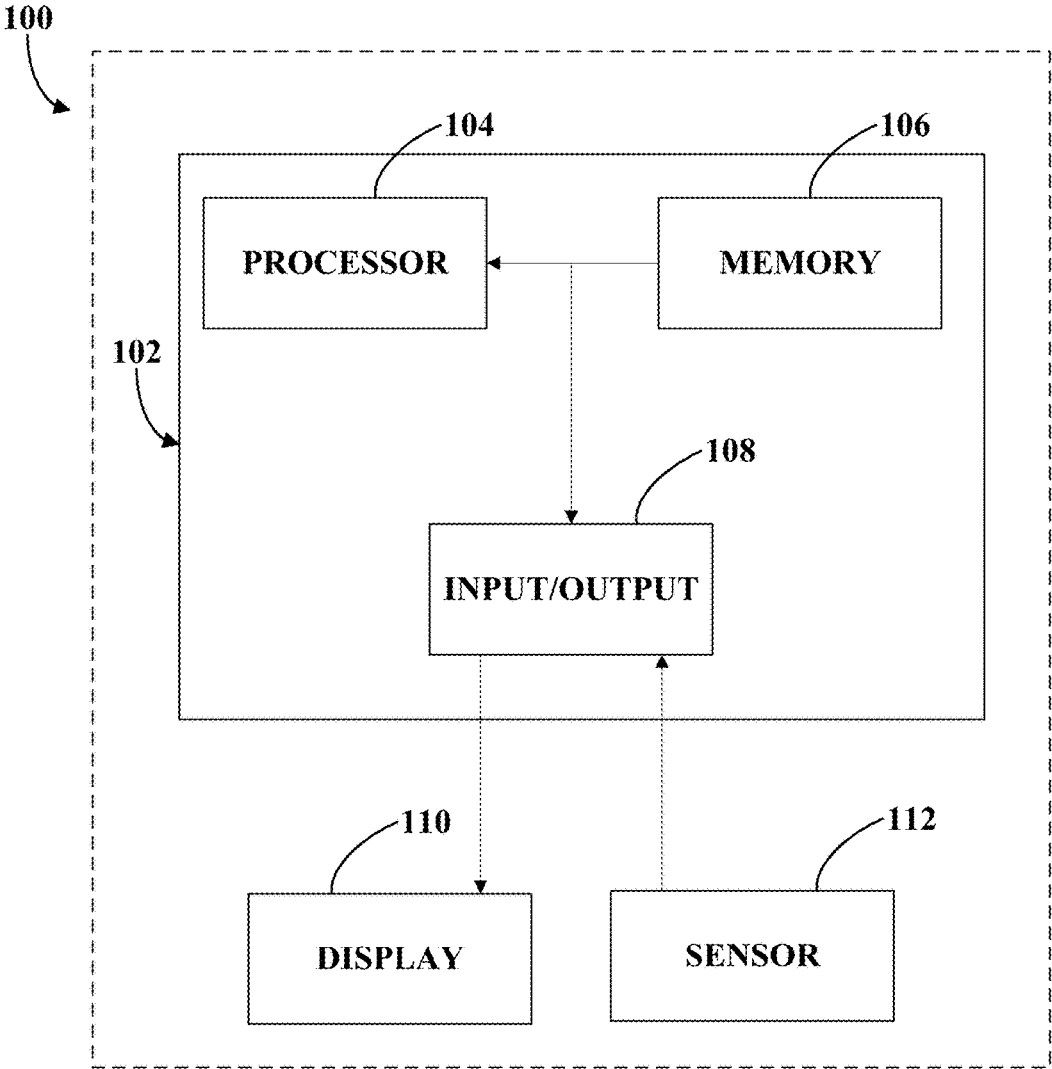 100
104
106
PROCESSOR
MEMORY
102
108
INPUT/OUTPUT
110
112
DISPLAY
SENSOR